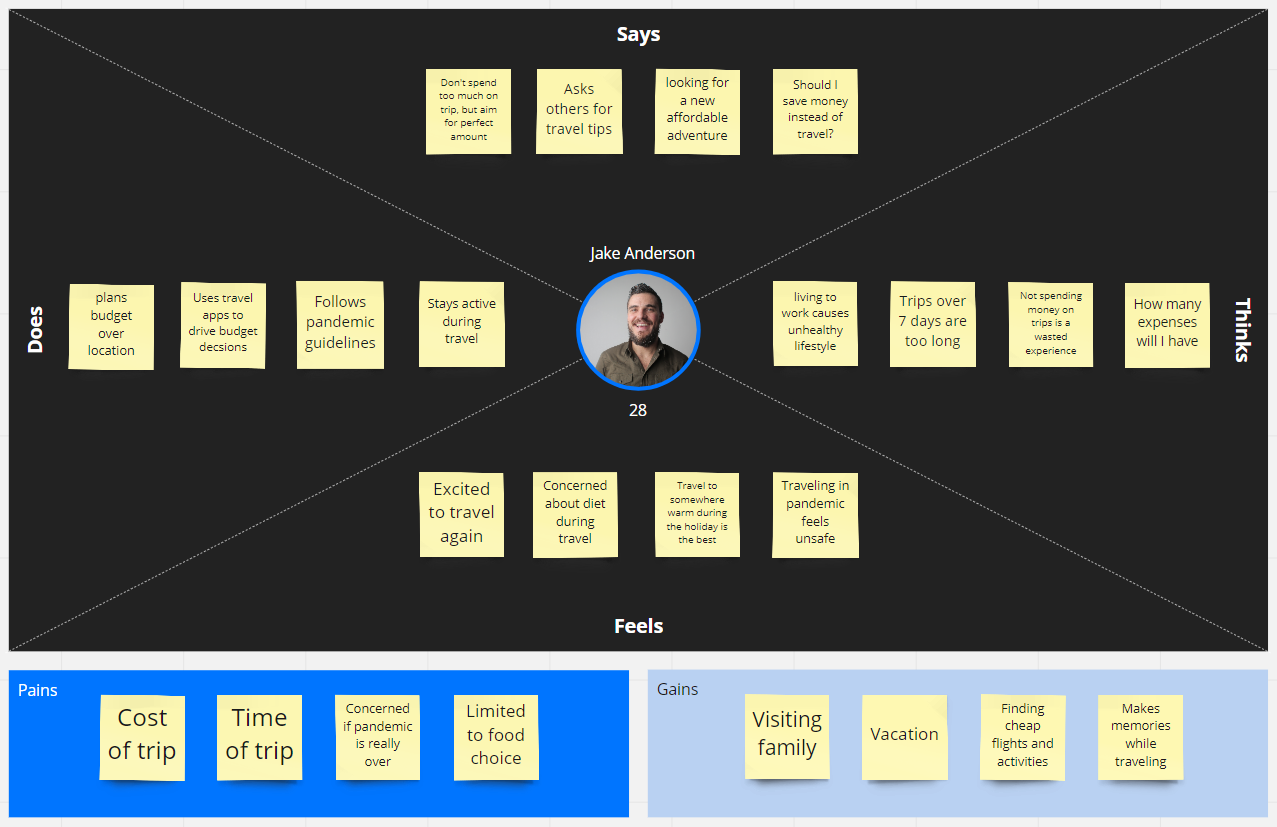 Says
Don't spend
too much on
trip, but aim
for perfect
amount
Asks
others for
travel tips
looking for
a new
affordable
adventure
Should I
save money
instead of
travel?
Jake Anderson
28
Does
plans
budget
over
location
Uses travel
apps to
drive budget
decsions
Follows
pandemic
guidelines
Stays active
during
travel
living to
work causes
unhealthy
lifestyle
Trips over
7 days are
too long
Not spending
money on
trips is a
wasted
experience
How many
expenses
will I have
Thinks
Excited
to travel
again
Concerned
about diet
during
travel
Travel to
somewhere
warm during
the holiday is
the best
Traveling in
pandemic
feels
unsafe
Feels
Pains
Cost
of trip
Time
of trip
Concerned
if pandemic
is really
over
Limited
to food
choice
Gains
Visiting
family
Vacation
Finding
cheap
flights and
activities
Makes
memories
while
traveling